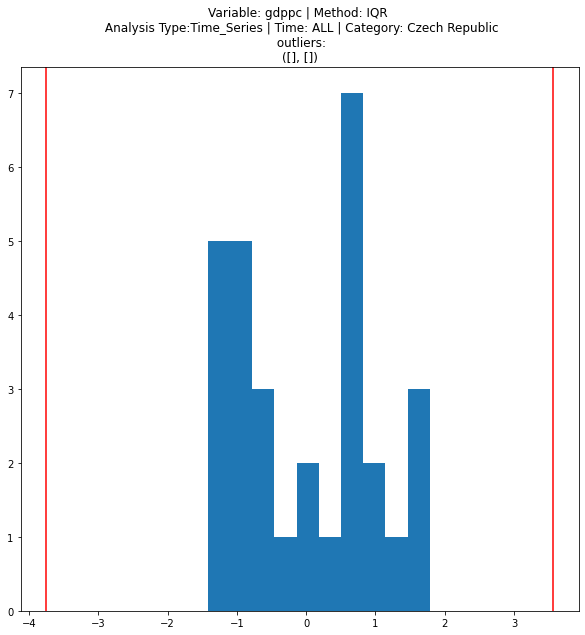 Variable: gdppc | Method: IQR
Analysis Type:Time_Series | Time: ALL | Category: Czech Republic
outliers:
([], [])
7
6
5
4
3
2
1
0
−4 −3 −2 −1 0 1 2 3